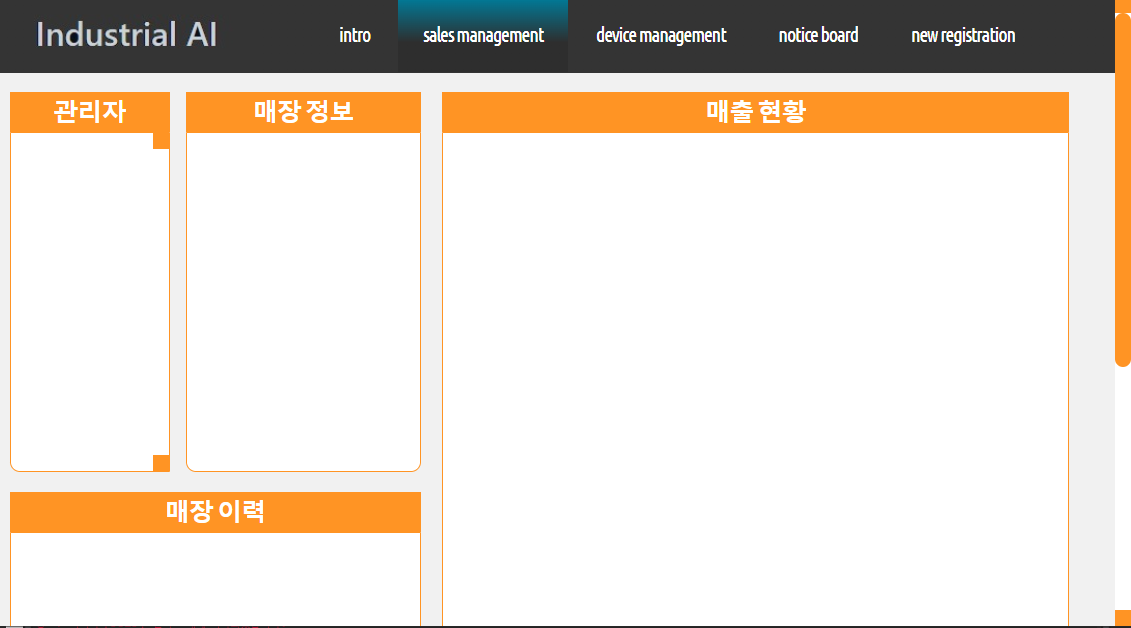 Industrial AI
intro
sales management
device management
notice board
new registration
관리자
매장 정보
매출 현황
매장 이력